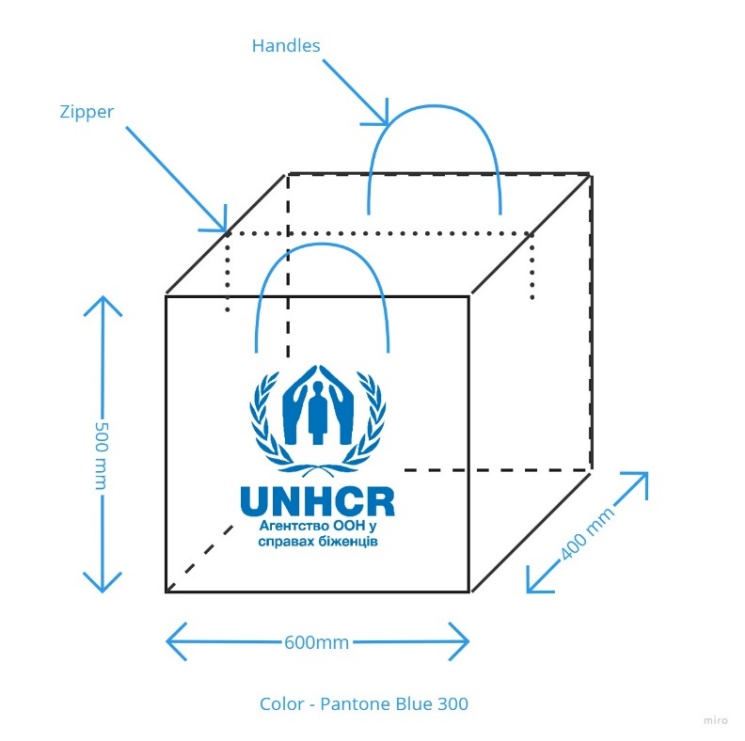 Handles
Zipper
500 mm
UNHCR
Агентство ООН у
справах біженців
400 mm
600mm
Color - Pantone Blue 300
miro